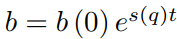 b = b (0) e^{s(q)t}